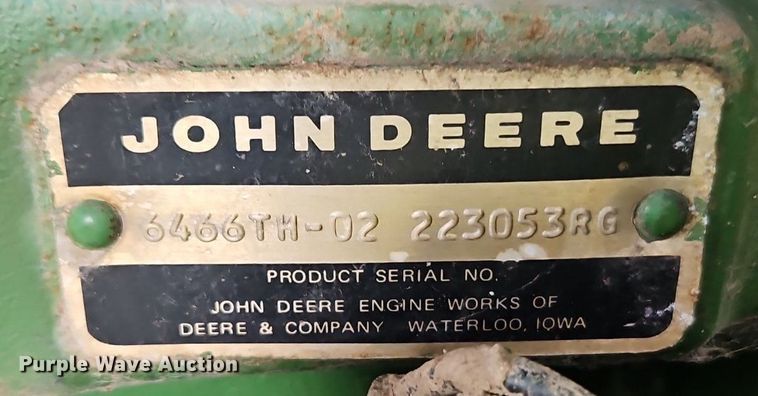 JOHN DEERE
6466TH-02 223053RG
PRODUCT SERIAL NO.
JOHN DEERE ENGINE WORKS OF
DEERE & COMPANY WATERLOO, IOWA
Purple Wave Auction